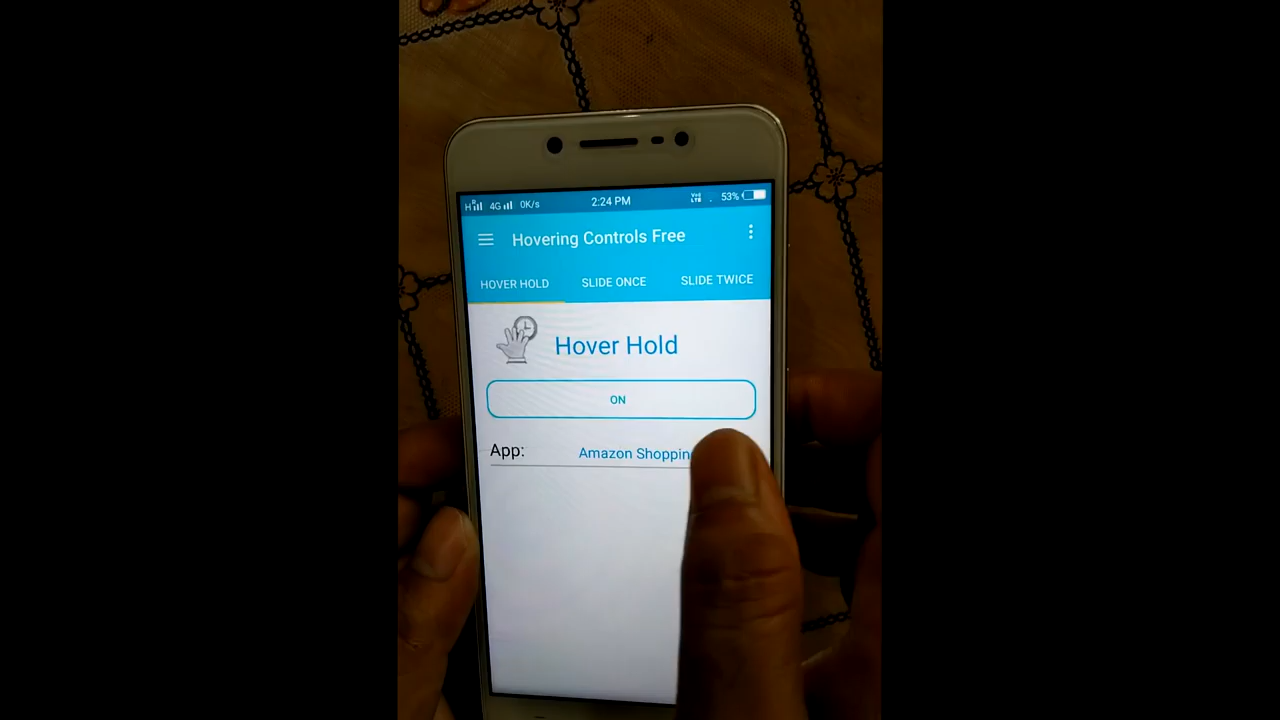 H 4G 0K/s 2:24 PM VoLTE 53%
Hovering Controls Free
HOVER HOLD SLIDE ONCE SLIDE TWICE
Hover Hold
ON
App: Amazon Shoppin